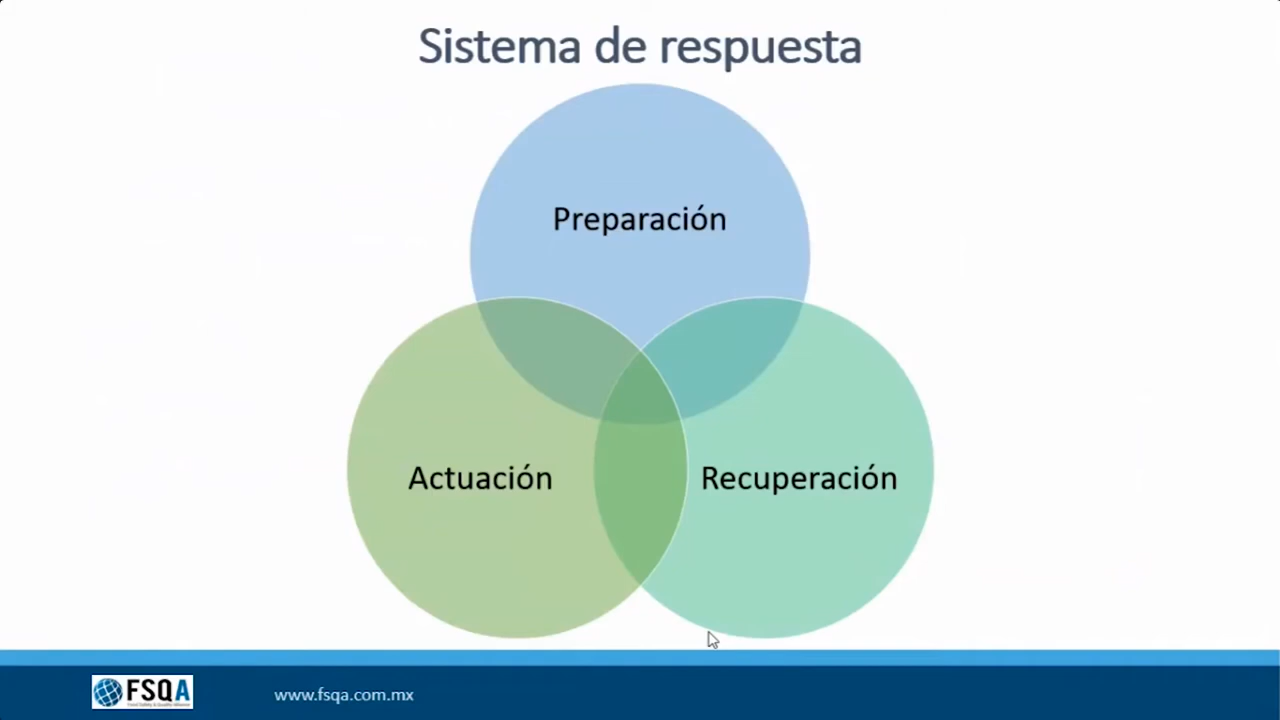 Sistema de respuesta
Preparación
Actuación
Recuperación
FSQA
www.fsqa.com.mx